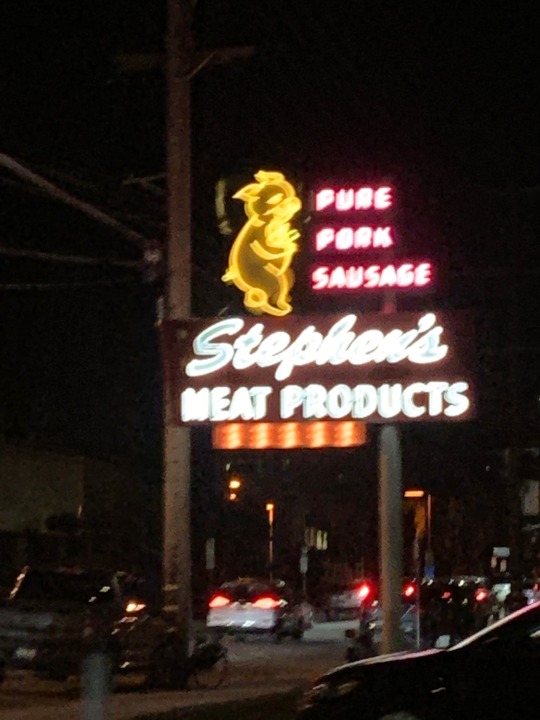 PURE
PORK
SAUSAGE
Stephen's
MEAT PRODUCTS